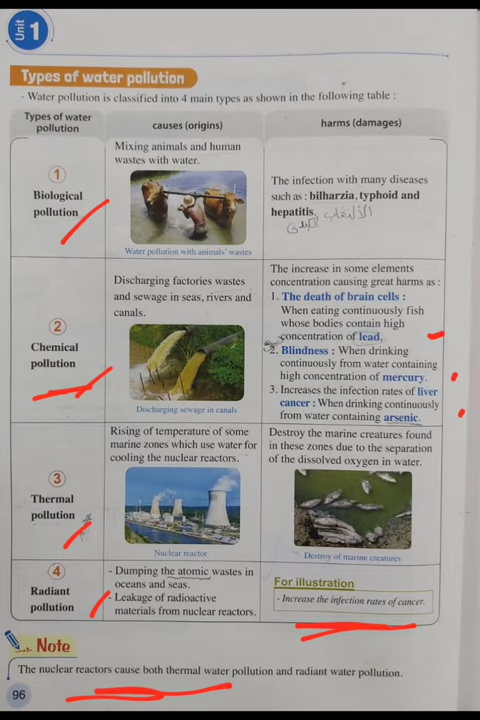 Unit 1
Types of water pollution
- Water pollution is classified into 4 main types as shown in the following table :
Types of water
pollution
causes (origins)
harms (damages)
1
Biological
pollution
Mixing animals and human
wastes with water.
Water pollution with animals' wastes
The infection with many diseases
such as : bilharzia, typhoid and
hepatitis.
2
Chemical
pollution
Discharging factories wastes
and sewage in seas, rivers and
canals.
Discharging sewage in canals
The increase in some elements
concentration causing great harms as :
1. The death of brain cells :
When eating continuously fish
whose bodies contain high
concentration of lead.
2. Blindness : When drinking
continuously from water containing
high concentration of mercury.
3. Increases the infection rates of liver
cancer : When drinking continuously
from water containing arsenic.
3
Thermal
pollution
Rising of temperature of some
marine zones which use water for
cooling the nuclear reactors.
Nuclear reactor
Destroy the marine creatures found
in these zones due to the separation
of the dissolved oxygen in water.
Destroy of marine creatures
4
Radiant
pollution
- Dumping the atomic wastes in
oceans and seas.
- Leakage of radioactive
materials from nuclear reactors.
For illustration
- Increase the infection rates of cancer.
Note
The nuclear reactors cause both thermal water pollution and radiant water pollution.
96